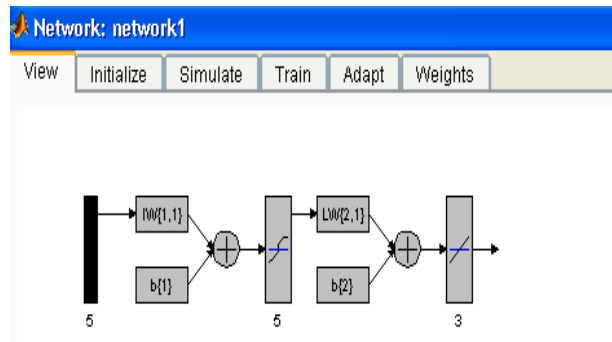 Network: network1
View Initialize Simulate Train Adapt Weights
IW{1,1} LW{2,1}
b{1} b{2}
5 5 3